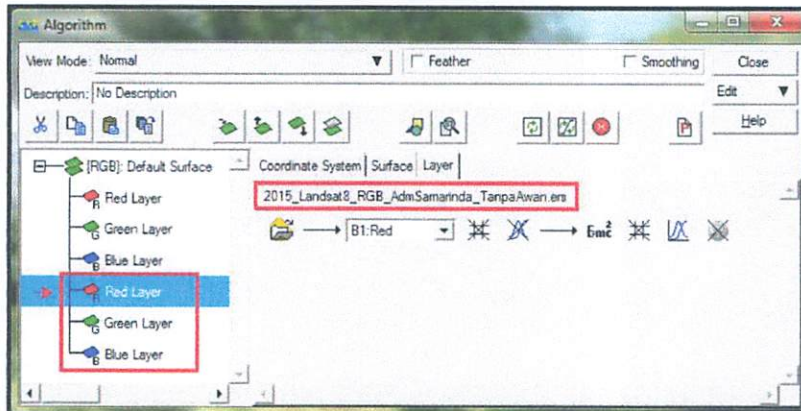 Algorithm
View Mode: Normal
Feather
Smoothing
Close
Description: No Description
Edit
Help
[RGB]: Default Surface
Red Layer
Green Layer
Blue Layer
Red Layer
Green Layer
Blue Layer
Coordinate System Surface Layer
2015_Landsat8_RGB_AdmSamarinda_TanpaAwan.ers
B1:Red
Emc²